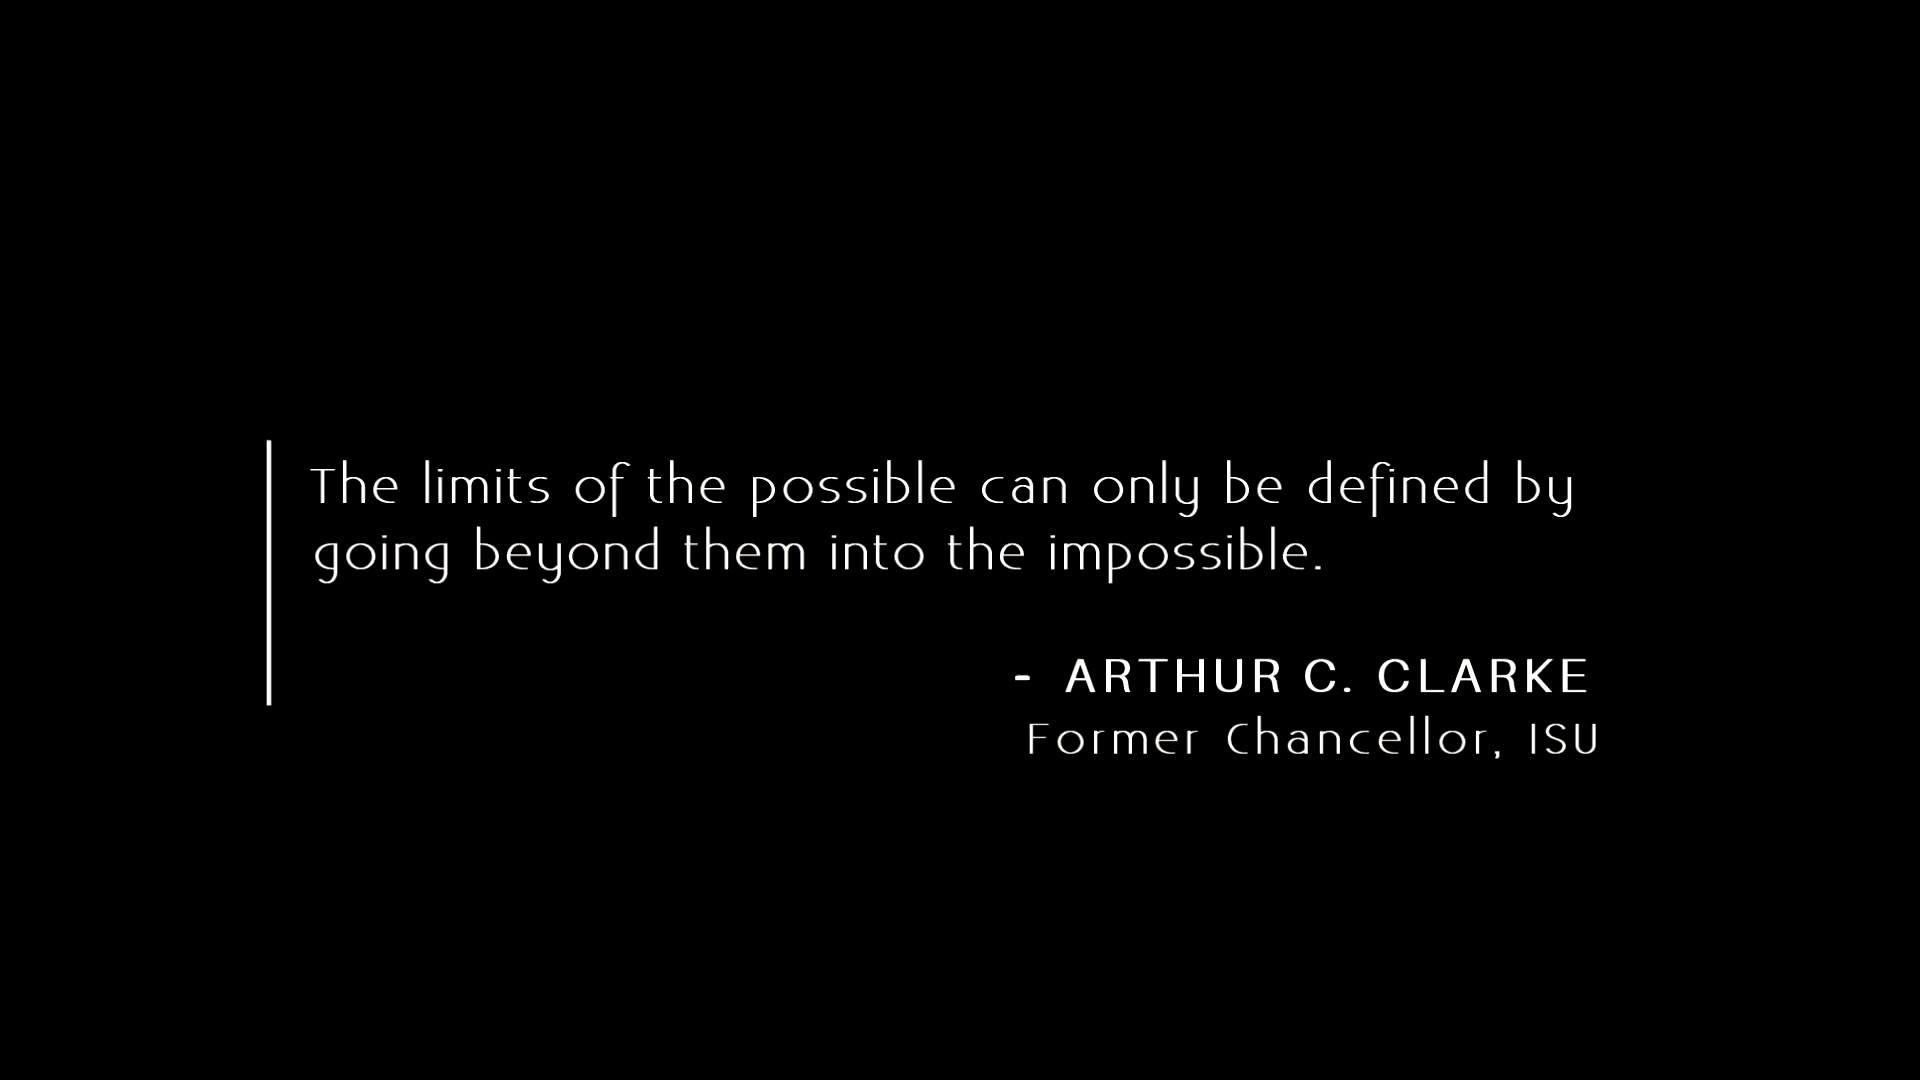 The limits of the possible can only be defined by
going beyond them into the impossible.
- ARTHUR C. CLARKE
Former Chancellor, ISU